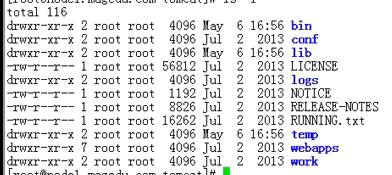 [root@node1.magedu.com tomcat]# ls -l
total 116
drwxr-xr-x 2 root root  4096 May  6 16:56 bin
drwxr-xr-x 2 root root  4096 Jul  2  2013 conf
drwxr-xr-x 2 root root  4096 May  6 16:56 lib
-rw-r--r-- 1 root root 56812 Jul  2  2013 LICENSE
drwxr-xr-x 2 root root  4096 Jul  2  2013 logs
-rw-r--r-- 1 root root  1192 Jul  2  2013 NOTICE
-rw-r--r-- 1 root root  8826 Jul  2  2013 RELEASE-NOTES
-rw-r--r-- 1 root root 16262 Jul  2  2013 RUNNING.txt
drwxr-xr-x 2 root root  4096 May  6 16:56 temp
drwxr-xr-x 7 root root  4096 Jul  2  2013 webapps
drwxr-xr-x 2 root root  4096 Jul  2  2013 work
[root@node1.magedu.com tomcat]#